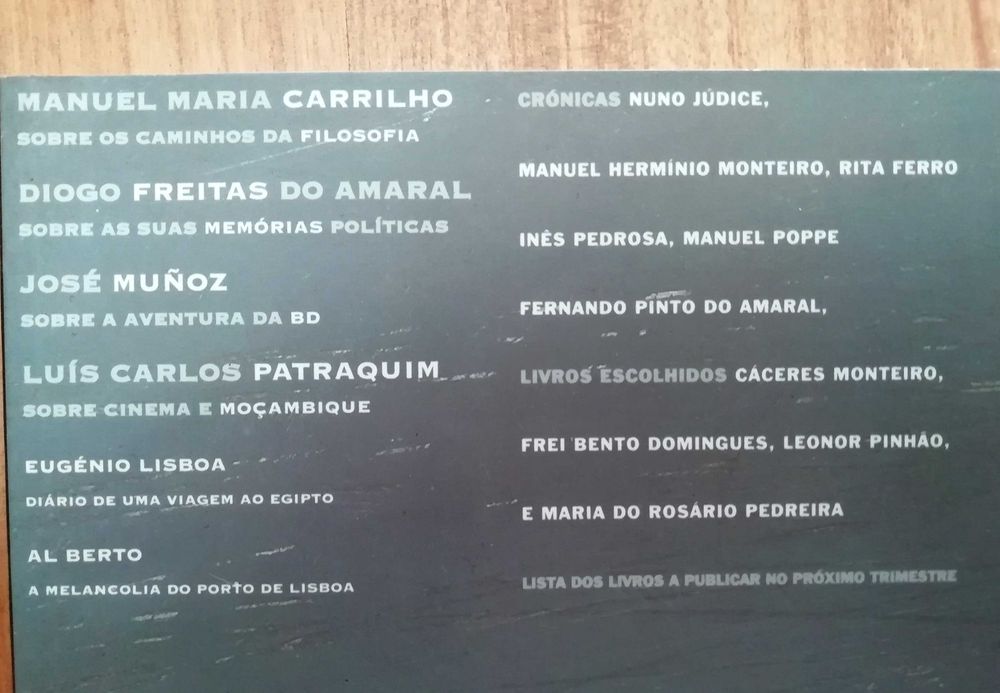 MANUEL MARIA CARRILHO
SOBRE OS CAMINHOS DA FILOSOFIA
DIOGO FREITAS DO AMARAL
SOBRE AS SUAS MEMÓRIAS POLÍTICAS
JOSÉ MUÑOZ
SOBRE A AVENTURA DA BD
LUÍS CARLOS PATRAQUIM
SOBRE CINEMA E MOÇAMBIQUE
EUGÉNIO LISBOA
DIÁRIO DE UMA VIAGEM AO EGIPTO
AL BERTO
A MELANCOLIA DO PORTO DE LISBOA
CRÓNICAS NUNO JÚDICE,
MANUEL HERMÍNIO MONTEIRO, RITA FERRO
INÊS PEDROSA, MANUEL POPPE
FERNANDO PINTO DO AMARAL,
LIVROS ESCOLHIDOS CÁCERES MONTEIRO,
FREI BENTO DOMINGUES, LEONOR PINHÃO,
E MARIA DO ROSÁRIO PEDREIRA
LISTA DOS LIVROS A PUBLICAR NO PRÓXIMO TRIMESTRE